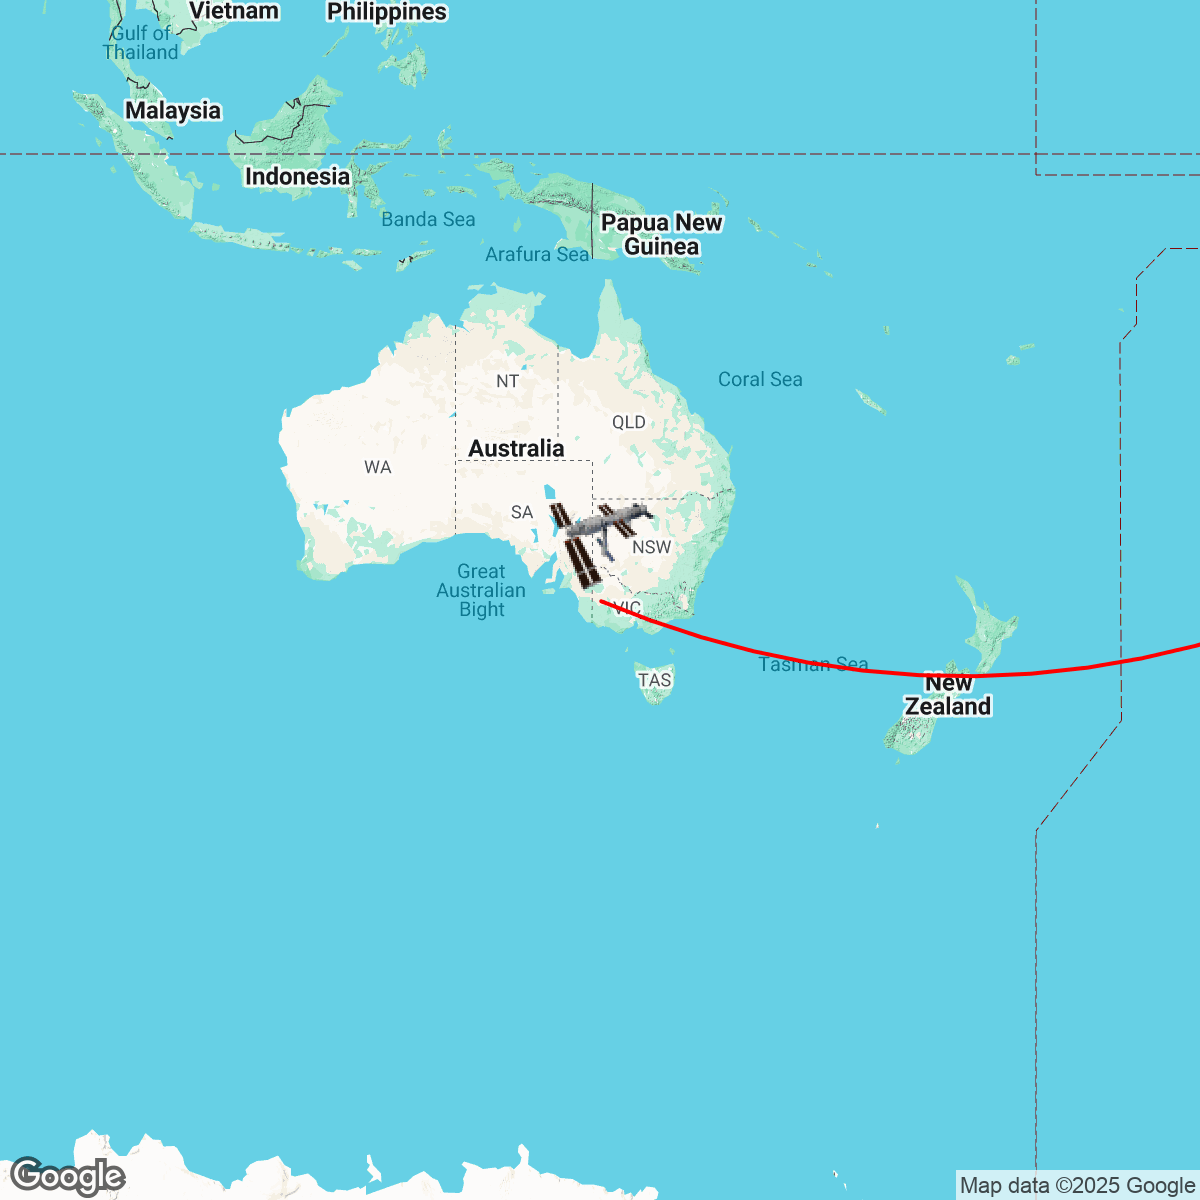 Vietnam
Philippines
Gulf of
Thailand
Malaysia
Indonesia
Banda Sea
Papua New
Guinea
Arafura Sea
NT
Coral Sea
QLD
Australia
WA
SA
NSW
Great
Australian
Bight
VIC
Tasman Sea
TAS
New
Zealand
Google
Map data ©2025 Google